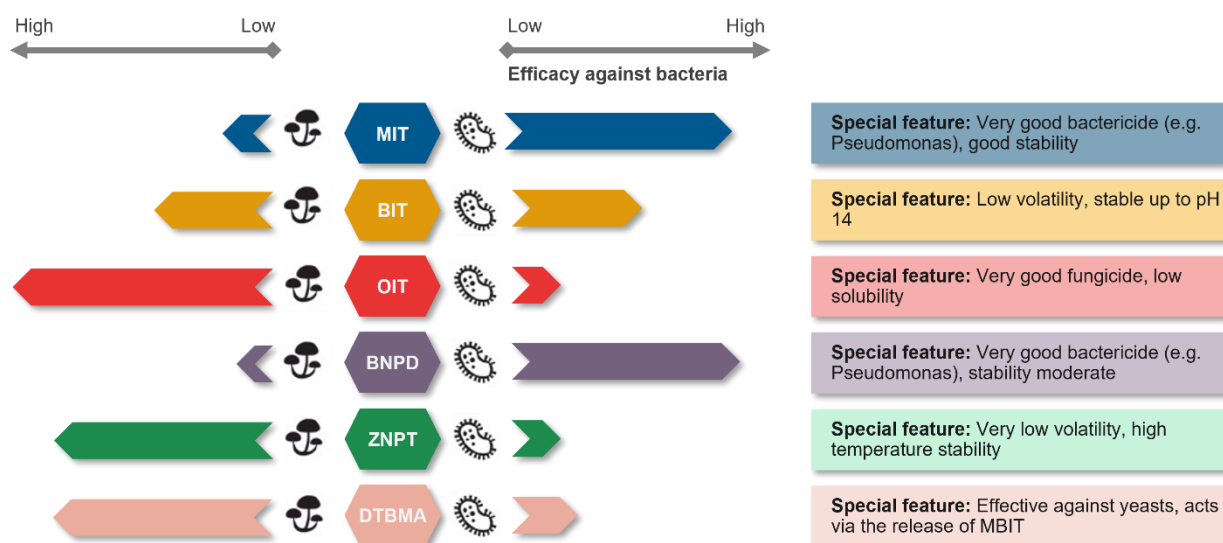 High
Low
Low
High
Efficacy against bacteria
MIT
Special feature: Very good bactericide (e.g.
Pseudomonas), good stability
BIT
Special feature: Low volatility, stable up to pH
14
OIT
Special feature: Very good fungicide, low
solubility
BNPD
Special feature: Very good bactericide (e.g.
Pseudomonas), stability moderate
ZNPT
Special feature: Very low volatility, high
temperature stability
DTBMA
Special feature: Effective against yeasts, acts
via the release of MBIT